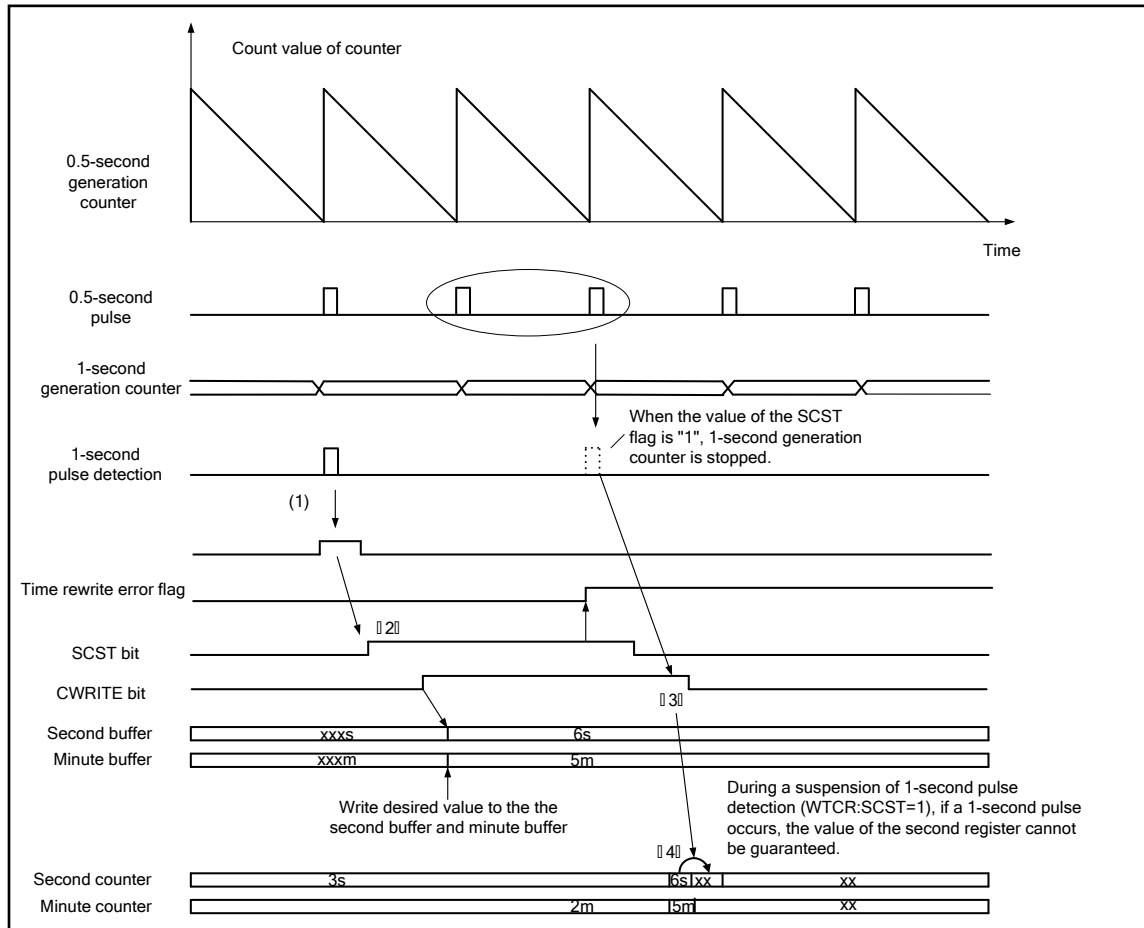 Count value of counter
0.5-second
generation
counter
Time
0.5-second
pulse
1-second
generation counter
When the value of the SCST
flag is "1", 1-second generation
counter is stopped.
1-second
pulse detection
(1)
Time rewrite error flag
2
SCST bit
CWRITE bit
3
Second buffer
xxxs
6s
Minute buffer
xxxm
5m
Write desired value to the the
second buffer and minute buffer
During a suspension of 1-second pulse
detection (WTCR:SCST=1), if a 1-second pulse
occurs, the value of the second register cannot
be guaranteed.
4
Second counter
3s
6s
xx
xx
Minute counter
2m
5m
xx